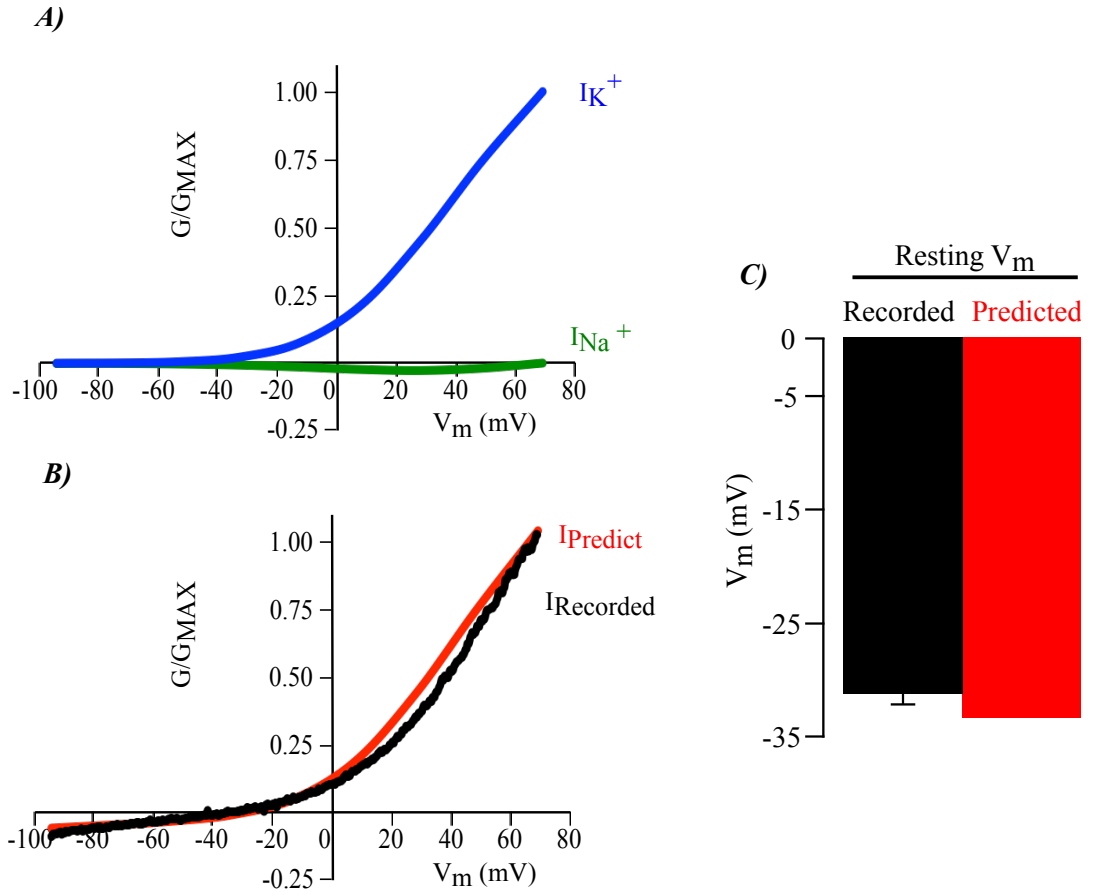 A)
1.00
0.75
0.50
0.25
-0.25
G/GMAX
IK+
INa+
-100 -80 -60 -40 -20 0 20 40 60 80
Vm (mV)
B)
1.00
0.75
0.50
0.25
-0.25
G/GMAX
IPredict
IRecorded
-100 -80 -60 -40 -20 0 20 40 60 80
Vm (mV)
C)
Resting Vm
Recorded Predicted
0
-5
-15
-25
-35
Vm (mV)